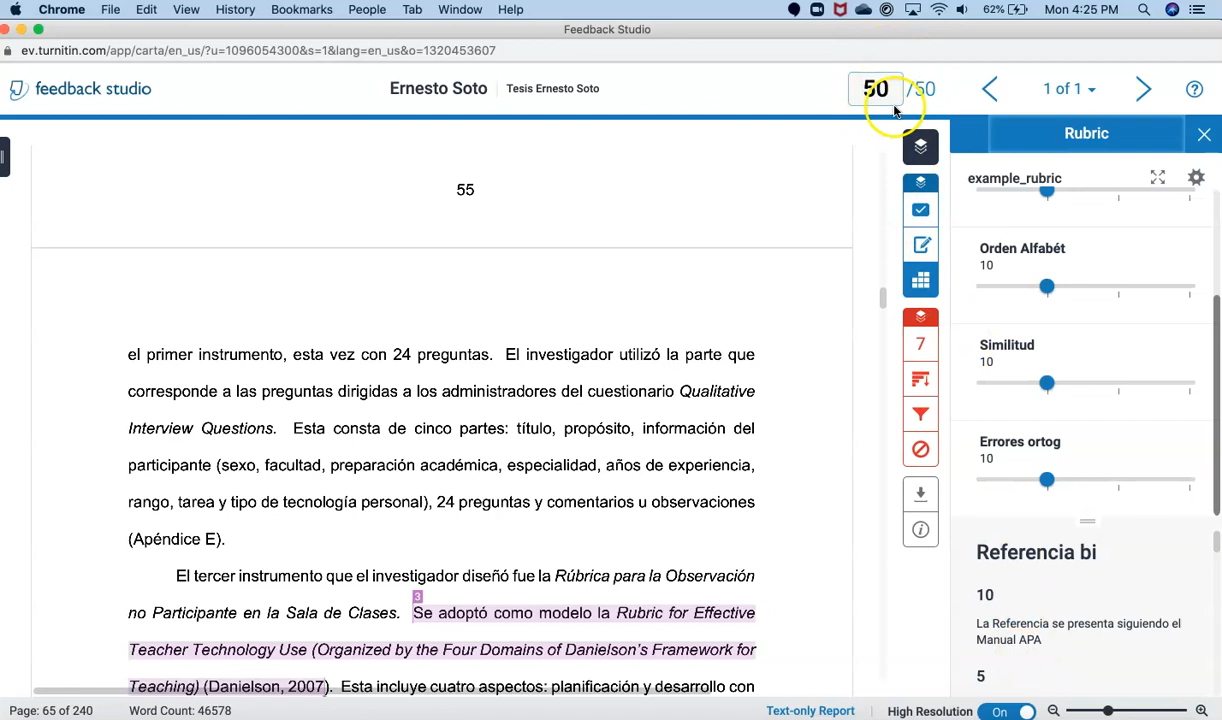 Chrome File Edit View History Bookmarks People Tab Window Help 62% Mon 4:25 PM
Feedback Studio
ev.turnitin.com/app/carta/en_us/?u=1096054300&s=1&lang=en_us&o=1320453607
feedback studio Ernesto Soto Tesis Ernesto Soto 50 /50 1 of 1
Rubric
example_rubric
55
Orden Alfabét
10
Similitud
10
Errores ortog
10
7
el primer instrumento, esta vez con 24 preguntas. El investigador utilizó la parte que
corresponde a las preguntas dirigidas a los administradores del cuestionario Qualitative
Interview Questions. Esta consta de cinco partes: título, propósito, información del
participante (sexo, facultad, preparación académica, especialidad, años de experiencia,
rango, tarea y tipo de tecnología personal), 24 preguntas y comentarios u observaciones
(Apéndice E).
El tercer instrumento que el investigador diseñó fue la Rúbrica para la Observación
3
no Participante en la Sala de Clases. Se adoptó como modelo la Rubric for Effective
Teacher Technology Use (Organized by the Four Domains of Danielson's Framework for
Teaching) (Danielson, 2007). Esta incluye cuatro aspectos: planificación y desarrollo con
Referencia bi
10
La Referencia se presenta siguiendo el
Manual APA
5
Page: 65 of 240 Word Count: 46578 Text-only Report High Resolution On